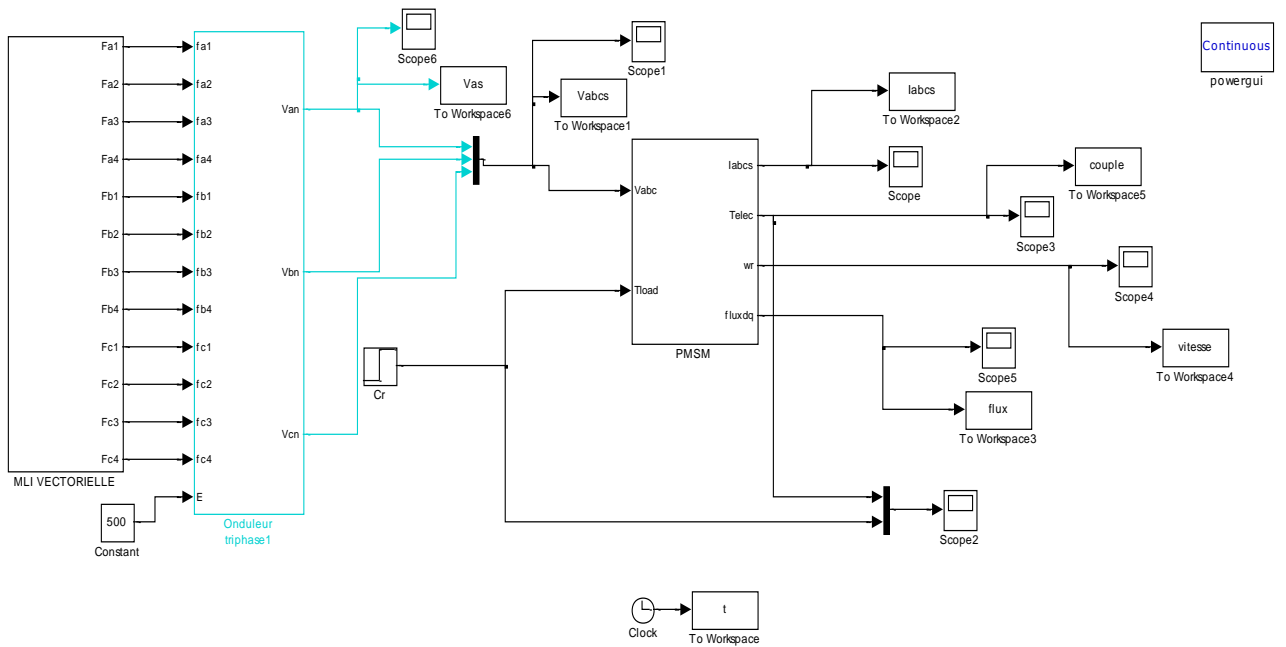 Fa1
Fa2
Fa3
Fa4
Fb1
Fb2
Fb3
Fb4
Fc1
Fc2
Fc3
Fc4
MLI VECTORIELLE
500
Constant
fa1
fa2
fa3
fa4
fb1
fb2
fb3
fb4
fc1
fc2
fc3
fc4
E
Van
Vbn
Vcn
Onduleur
triphase1
Scope6
Vas
To Workspace6
Scope1
Vabcs
To Workspace1
Cr
Vabc
Tload
Iabcs
Telec
wr
fluxdq
PMSM
Iabcs
To Workspace2
Scope
couple
To Workspace5
Scope3
Scope4
vitesse
To Workspace4
Scope5
flux
To Workspace3
Scope2
Continuous
powergui
Clock
t
To Workspace